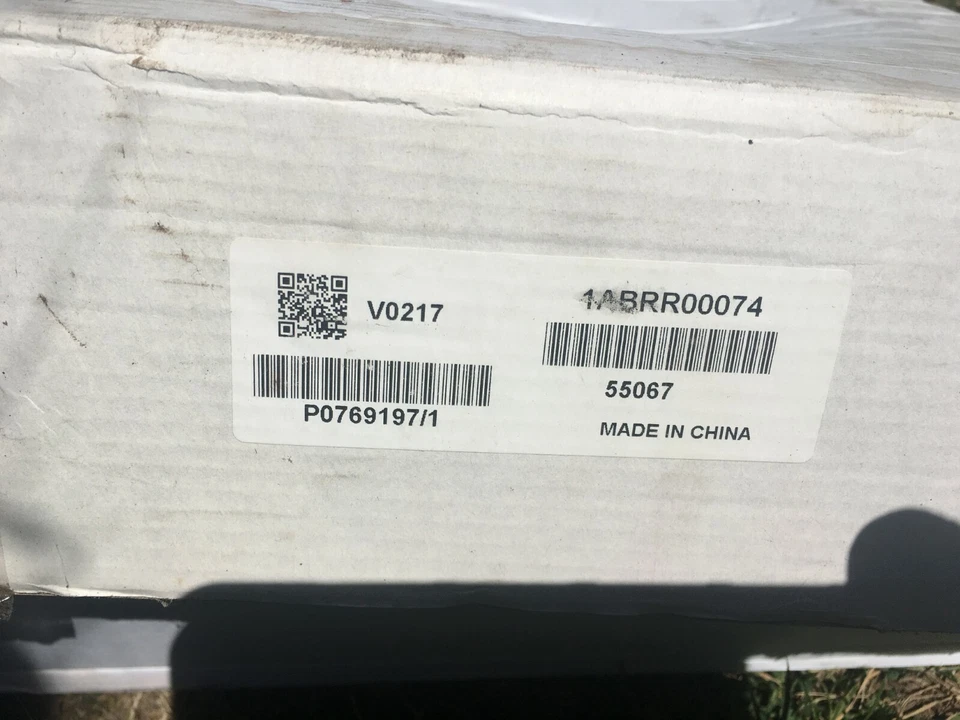 V0217
P0769197/1
1ABRR00074
55067
MADE IN CHINA